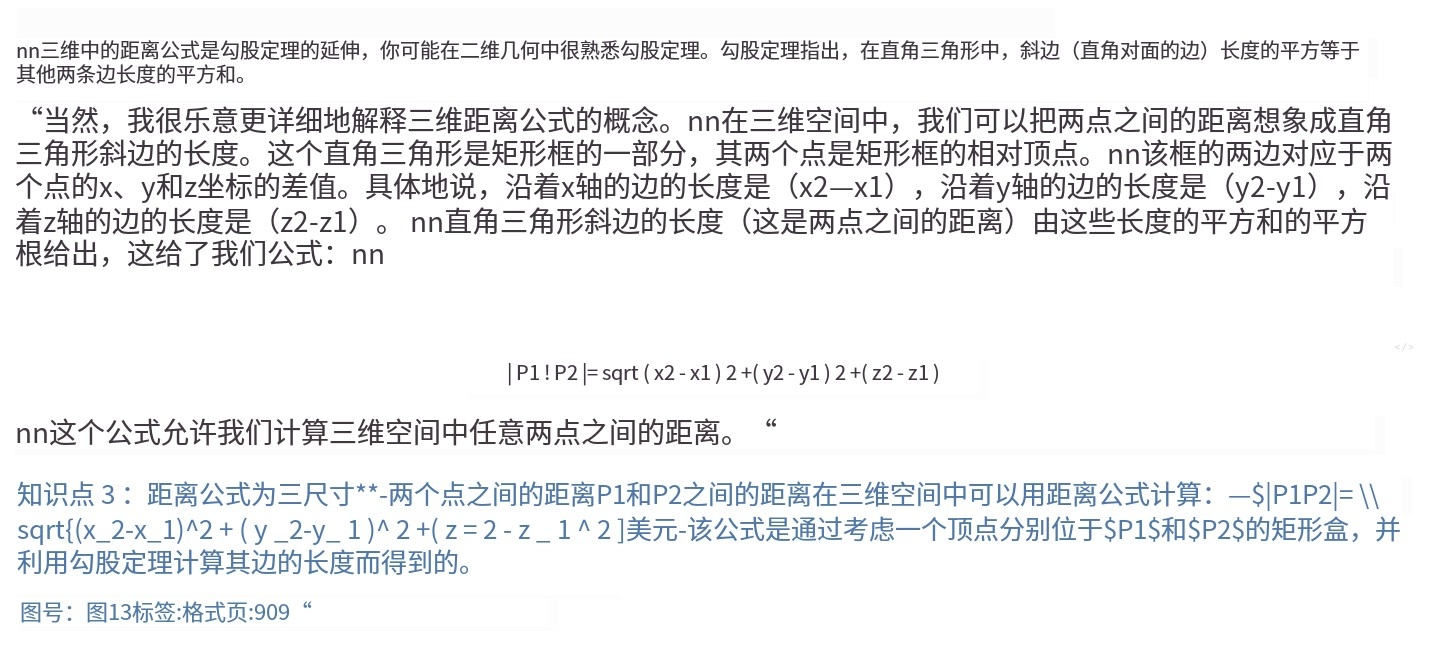 nn三维中的距离公式是勾股定理的延伸，你可能在二维几何中很熟悉勾股定理。勾股定理指出，在直角三角形中，斜边（直角对面的边）长度的平方等于
其他两条边长度的平方和。
“当然，我很乐意更详细地解释三维距离公式的概念。nn在三维空间中，我们可以把两点之间的距离想象成直角
三角形斜边的长度。这个直角三角形是矩形框的一部分，其两个点是矩形框的相对顶点。nn该框的两边对应于两
个点的x、y和z坐标的差值。具体地说，沿着x轴的边的长度是（x2—x1），沿着y轴的边的长度是（y2-y1），沿
着z轴的边的长度是（z2-z1）。 nn直角三角形斜边的长度（这是两点之间的距离）由这些长度的平方和的平方
根给出，这给了我们公式：nn
</>
| P1 ! P2 |= sqrt ( x2 - x1 ) 2 +( y2 - y1 ) 2 +( z2 - z1 )
nn这个公式允许我们计算三维空间中任意两点之间的距离。“
知识点 3 ：距离公式为三尺寸**-两个点之间的距离P1和P2之间的距离在三维空间中可以用距离公式计算：—$|P1P2|= \\
sqrt{(x_2-x_1)^2 + ( y _2-y_ 1 )^ 2 +( z = 2 - z _ 1 ^ 2 ]美元-该公式是通过考虑一个顶点分别位于$P1$和$P2$的矩形盒，并
利用勾股定理计算其边的长度而得到的。
图号：图13标签:格式页:909“